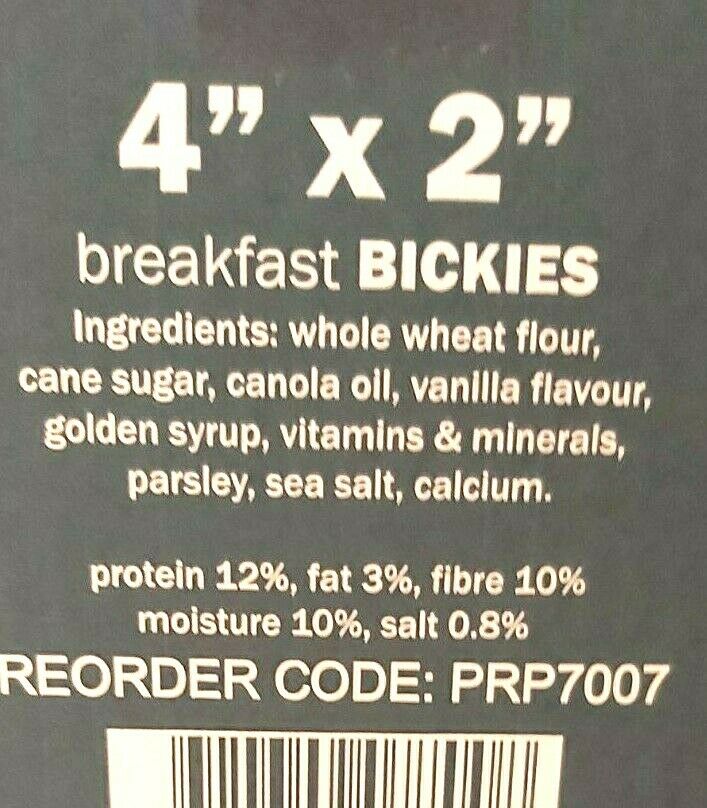 4” x 2”
breakfast BICKIES
Ingredients: whole wheat flour,
cane sugar, canola oil, vanilla flavour,
golden syrup, vitamins & minerals,
parsley, sea salt, calcium.
protein 12%, fat 3%, fibre 10%
moisture 10%, salt 0.8%
REORDER CODE: PRP7007